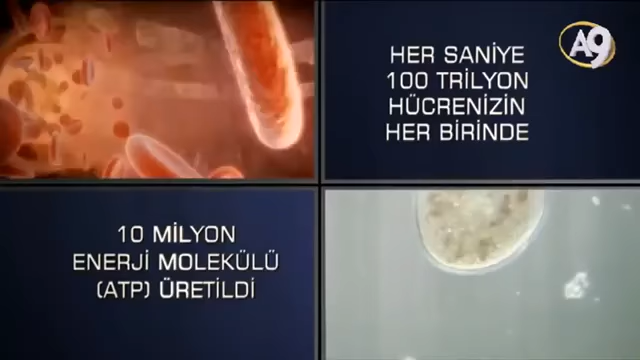 A9
HER SANİYE
100 TRİLYON
HÜCRENİZİN
HER BİRİNDE
10 MİLYON
ENERJİ MOLEKÜLÜ
(ATP) ÜRETİLDİ